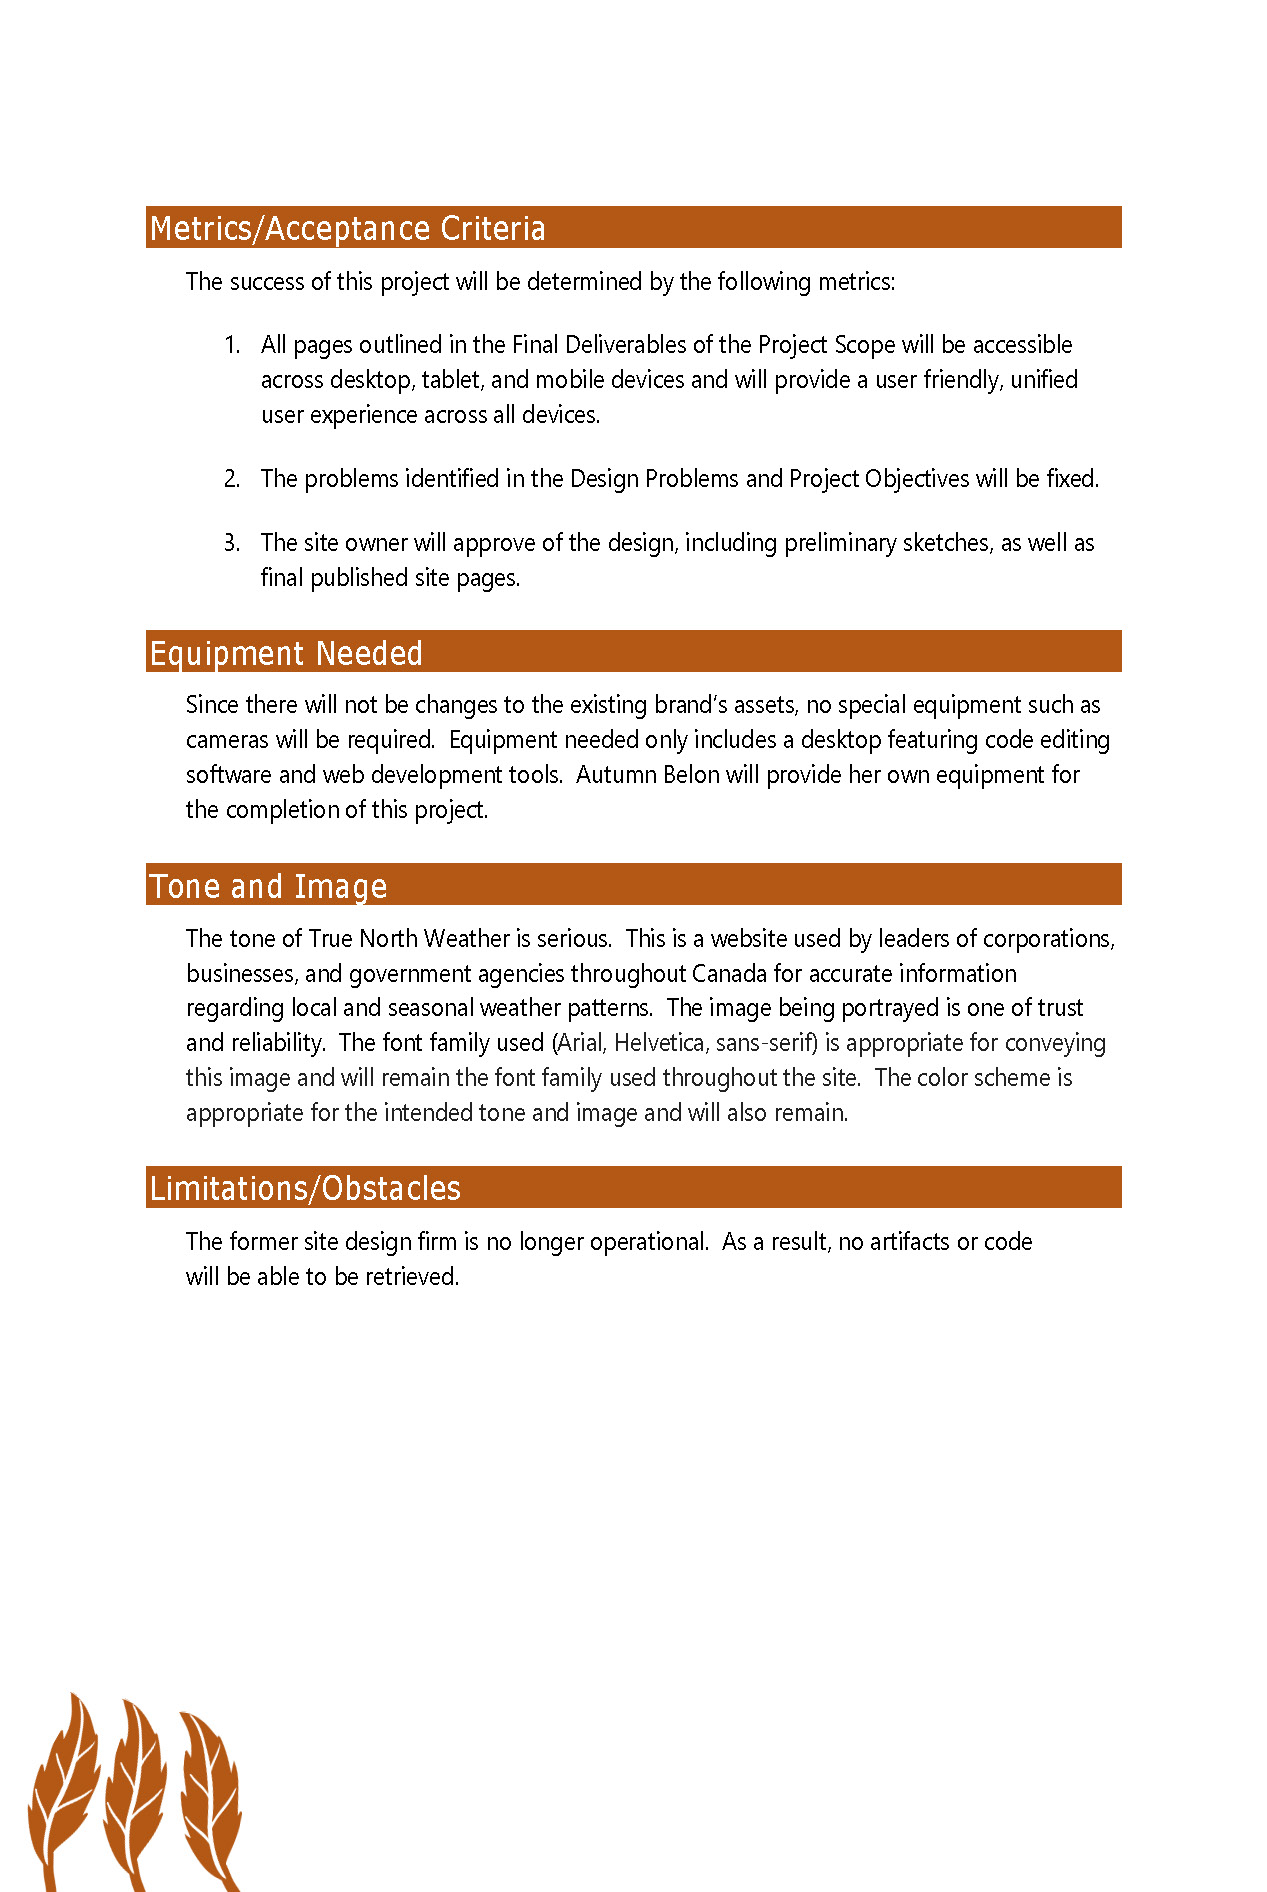 Metrics/Acceptance Criteria
The success of this project will be determined by the following metrics:
1. All pages outlined in the Final Deliverables of the Project Scope will be accessible
across desktop, tablet, and mobile devices and will provide a user friendly, unified
user experience across all devices.
2. The problems identified in the Design Problems and Project Objectives will be fixed.
3. The site owner will approve of the design, including preliminary sketches, as well as
final published site pages.
Equipment Needed
Since there will not be changes to the existing brand's assets, no special equipment such as
cameras will be required.  Equipment needed only includes a desktop featuring code editing
software and web development tools.  Autumn Belon will provide her own equipment for
the completion of this project.
Tone and Image
The tone of True North Weather is serious.  This is a website used by leaders of corporations,
businesses, and government agencies throughout Canada for accurate information
regarding local and seasonal weather patterns.  The image being portrayed is one of trust
and reliability.  The font family used (Arial, Helvetica, sans-serif) is appropriate for conveying
this image and will remain the font family used throughout the site.  The color scheme is
appropriate for the intended tone and image and will also remain.
Limitations/Obstacles
The former site design firm is no longer operational.  As a result, no artifacts or code
will be able to be retrieved.